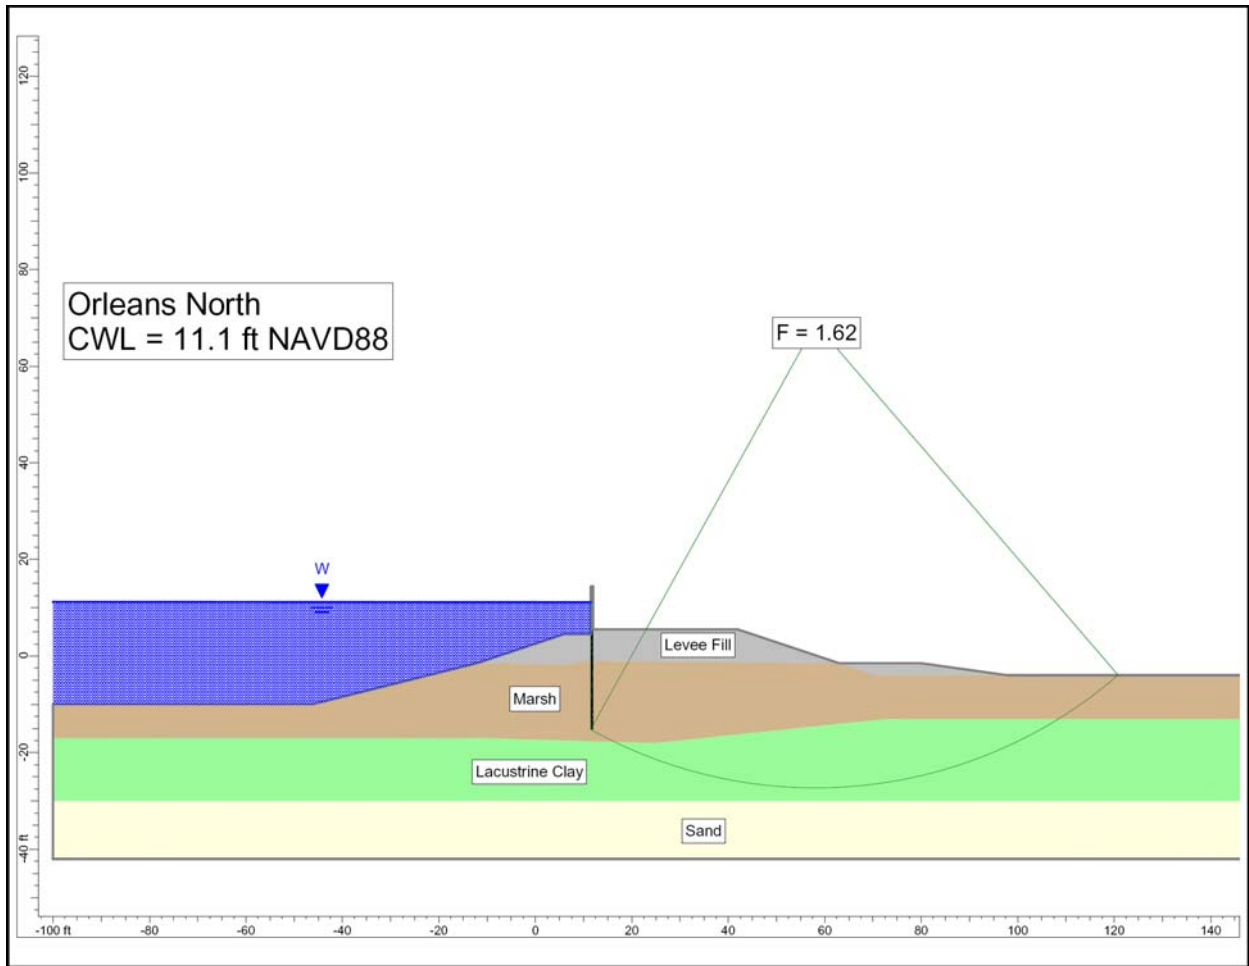 120
100
80
60
40
20
0
-20
-40 ft
Orleans North
CWL = 11.1 ft NAVD88
F = 1.62
W
Levee Fill
Marsh
Lacustrine Clay
Sand
-100 ft -80 -60 -40 -20 0 20 40 60 80 100 120 140